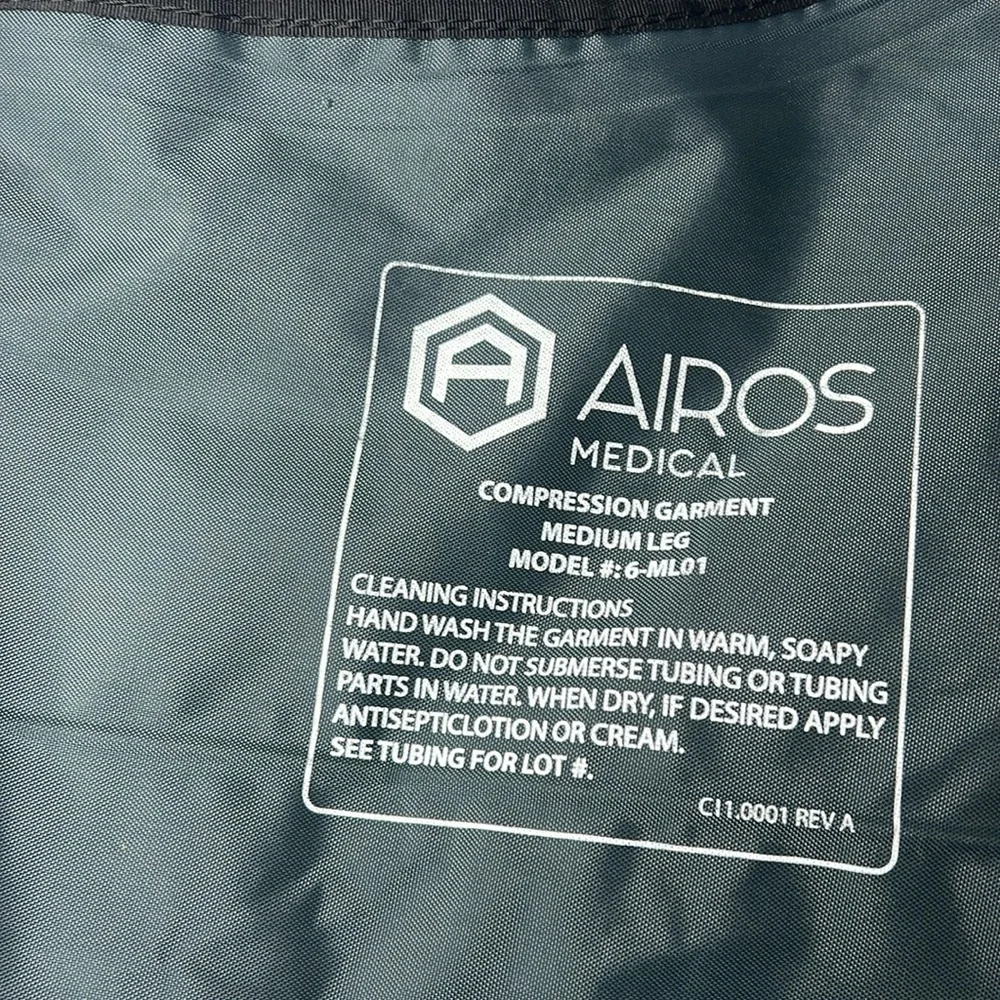 A AIROS
MEDICAL
COMPRESSION GARMENT
MEDIUM LEG
MODEL #: 6-ML01
CLEANING INSTRUCTIONS
HAND WASH THE GARMENT IN WARM, SOAPY
WATER. DO NOT SUBMERSE TUBING OR TUBING
PARTS IN WATER. WHEN DRY, IF DESIRED APPLY
ANTISEPTICLOTION OR CREAM.
SEE TUBING FOR LOT #.
CI1.0001 REV A